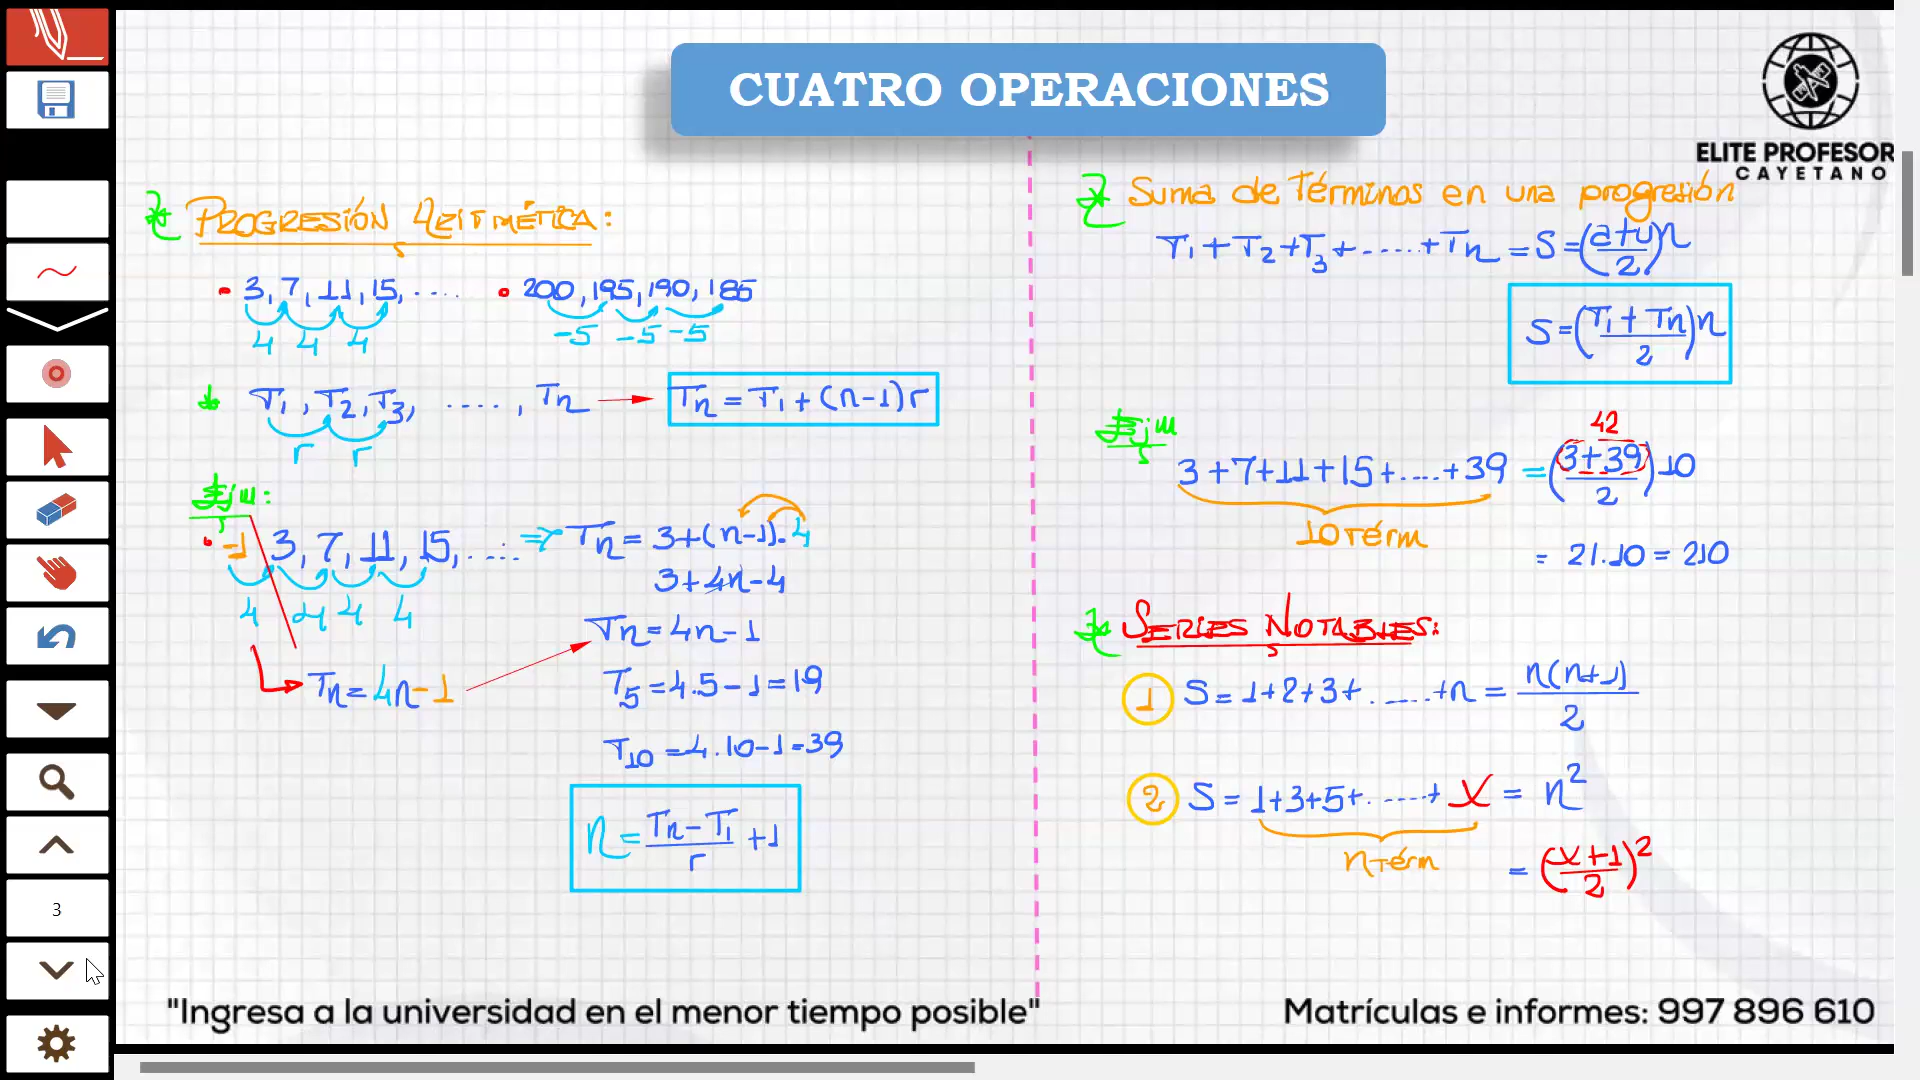 CUATRO OPERACIONES
ELITE PROFESOR
CAYETANO
PROGRESIÓN ARITMÉTICA:
3, 7, 11, 15, ....
4 4 4
200, 195, 190, 185
-5 -5 -5
T1, T2, T3, ....., Tn → Tn = T1 + (n-1)r
r r
Ejm:
-1 3, 7, 11, 15, .... ⇒ Tn = 3+(n-1).4
4 4 4 4
3+4n-4
Tn = 4n-1
Tn = 4n-1
T5 = 4.5-1 = 19
T10 = 4.10-1 = 39
n = (Tn - T1)/r + 1
Suma de Términos en una progresión
T1 + T2 + T3 + ..... + Tn = S = ((a+u)/2)n
S = ((T1 + Tn)/2)n
Ejm
42
3+7+11+15+....+39 = ((3+39)/2)10
10 térm
= 21.10 = 210
SERIES NOTABLES:
1 S = 1+2+3+ ......+n = n(n+1)/2
2 S = 1+3+5+......+ x = n²
n térm
= ((x+1)/2)²
3
"Ingresa a la universidad en el menor tiempo posible"
Matrículas e informes: 997 896 610